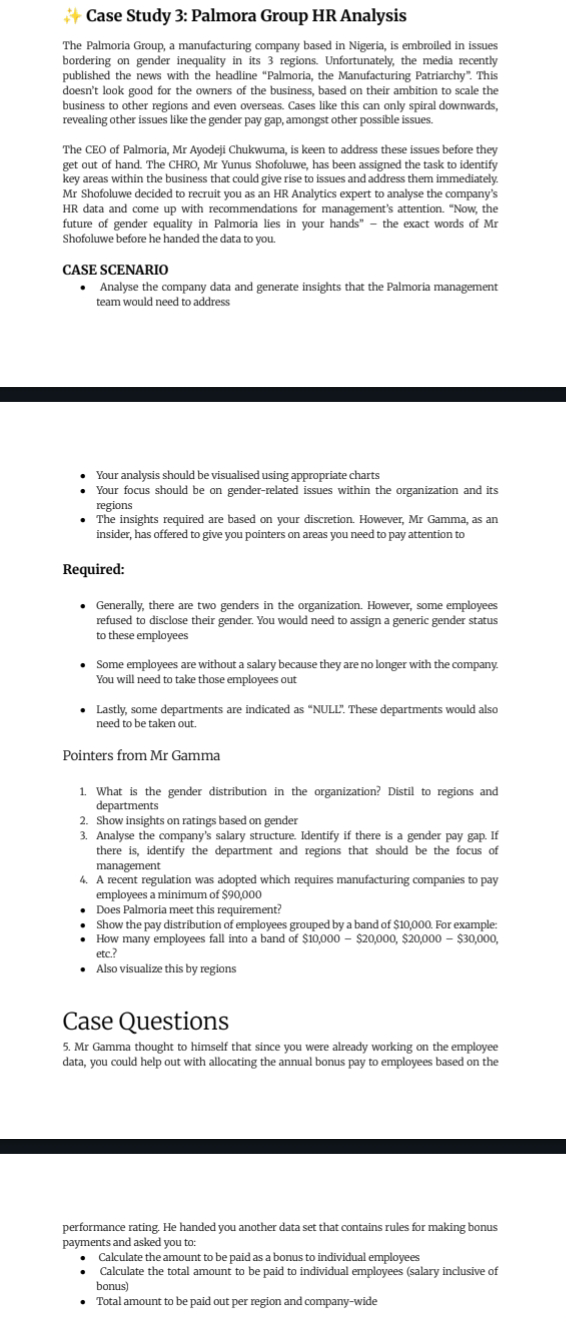 ✨ Case Study 3: Palmora Group HR Analysis
The Palmoria Group, a manufacturing company based in Nigeria, is embroiled in issues
bordering on gender inequality in its 3 regions. Unfortunately, the media recently
published the news with the headline “Palmoria, the Manufacturing Patriarchy”. This
doesn’t look good for the owners of the business, based on their ambition to scale the
business to other regions and even overseas. Cases like this can only spiral downwards,
revealing other issues like the gender pay gap, amongst other possible issues.
The CEO of Palmoria, Mr Ayodeji Chukwuma, is keen to address these issues before they
get out of hand. The CHRO, Mr Yunus Shofoluwe, has been assigned the task to identify
key areas within the business that could give rise to issues and address them immediately.
Mr Shofoluwe decided to recruit you as an HR Analytics expert to analyse the company’s
HR data and come up with recommendations for management’s attention. “Now, the
future of gender equality in Palmoria lies in your hands” – the exact words of Mr
Shofoluwe before he handed the data to you.
CASE SCENARIO
• Analyse the company data and generate insights that the Palmoria management
team would need to address
• Your analysis should be visualised using appropriate charts
• Your focus should be on gender-related issues within the organization and its
regions
• The insights required are based on your discretion. However, Mr Gamma, as an
insider, has offered to give you pointers on areas you need to pay attention to
Required:
• Generally, there are two genders in the organization. However, some employees
refused to disclose their gender. You would need to assign a generic gender status
to these employees
• Some employees are without a salary because they are no longer with the company.
You will need to take those employees out
• Lastly, some departments are indicated as “NULL”. These departments would also
need to be taken out.
Pointers from Mr Gamma
1. What is the gender distribution in the organization? Distil to regions and
departments
2. Show insights on ratings based on gender
3. Analyse the company’s salary structure. Identify if there is a gender pay gap. If
there is, identify the department and regions that should be the focus of
management
4. A recent regulation was adopted which requires manufacturing companies to pay
employees a minimum of $90,000
• Does Palmoria meet this requirement?
• Show the pay distribution of employees grouped by a band of $10,000. For example:
• How many employees fall into a band of $10,000 – $20,000, $20,000 – $30,000,
etc.?
• Also visualize this by regions
Case Questions
5. Mr Gamma thought to himself that since you were already working on the employee
data, you could help out with allocating the annual bonus pay to employees based on the
performance rating. He handed you another data set that contains rules for making bonus
payments and asked you to:
• Calculate the amount to be paid as a bonus to individual employees
• Calculate the total amount to be paid to individual employees (salary inclusive of
bonus)
• Total amount to be paid out per region and company-wide